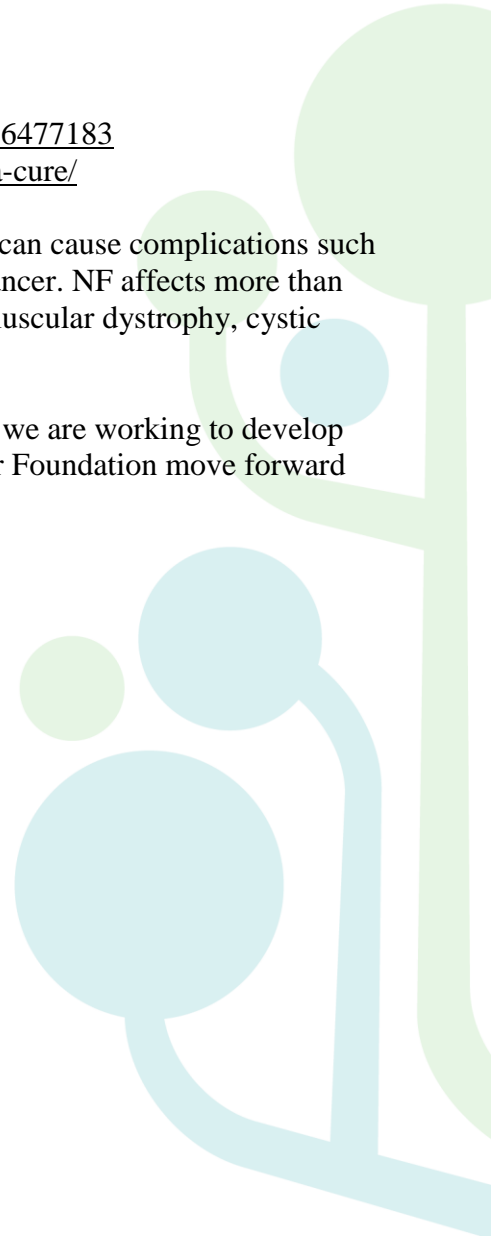 6477183
-cure/
can cause complications such
ncer. NF affects more than
uscular dystrophy, cystic
we are working to develop
r Foundation move forward